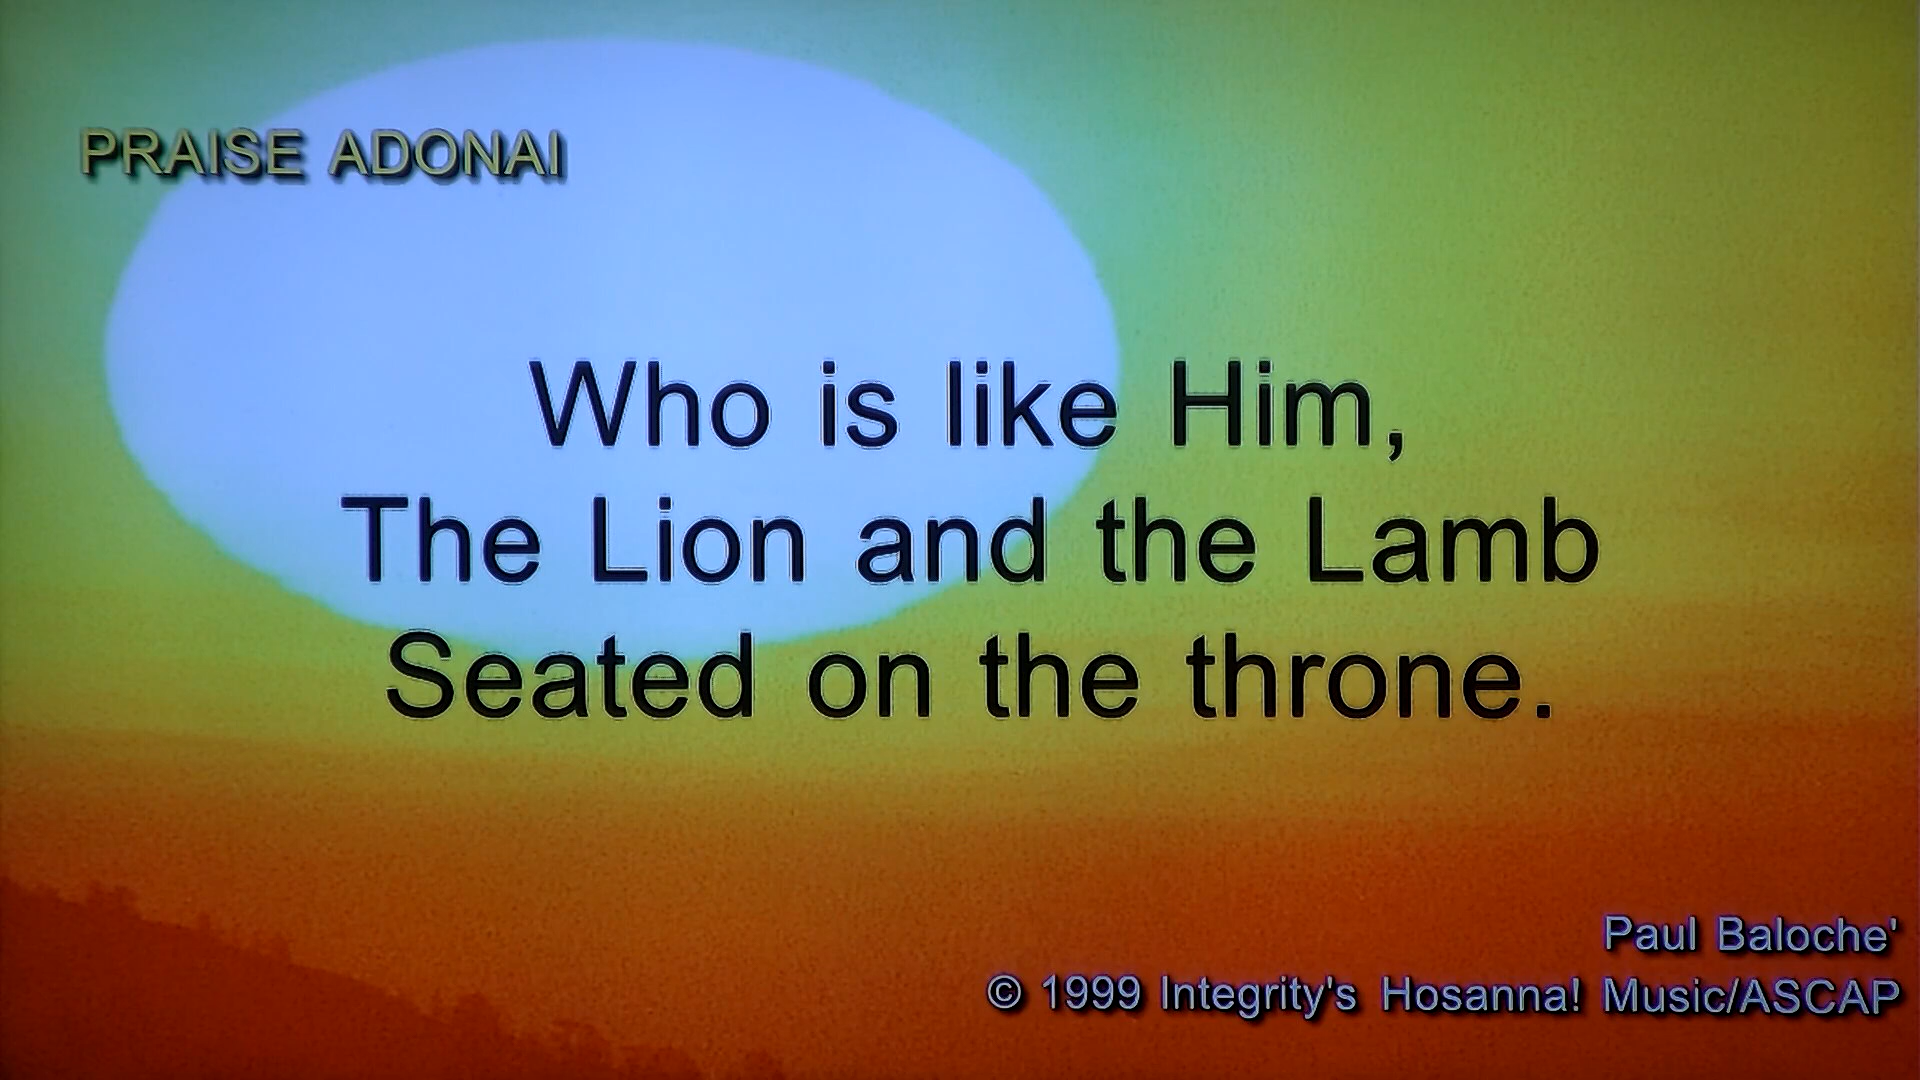 PRAISE ADONAI
Who is like Him,
The Lion and the Lamb
Seated on the throne.
Paul Baloche'
© 1999 Integrity's Hosanna! Music/ASCAP